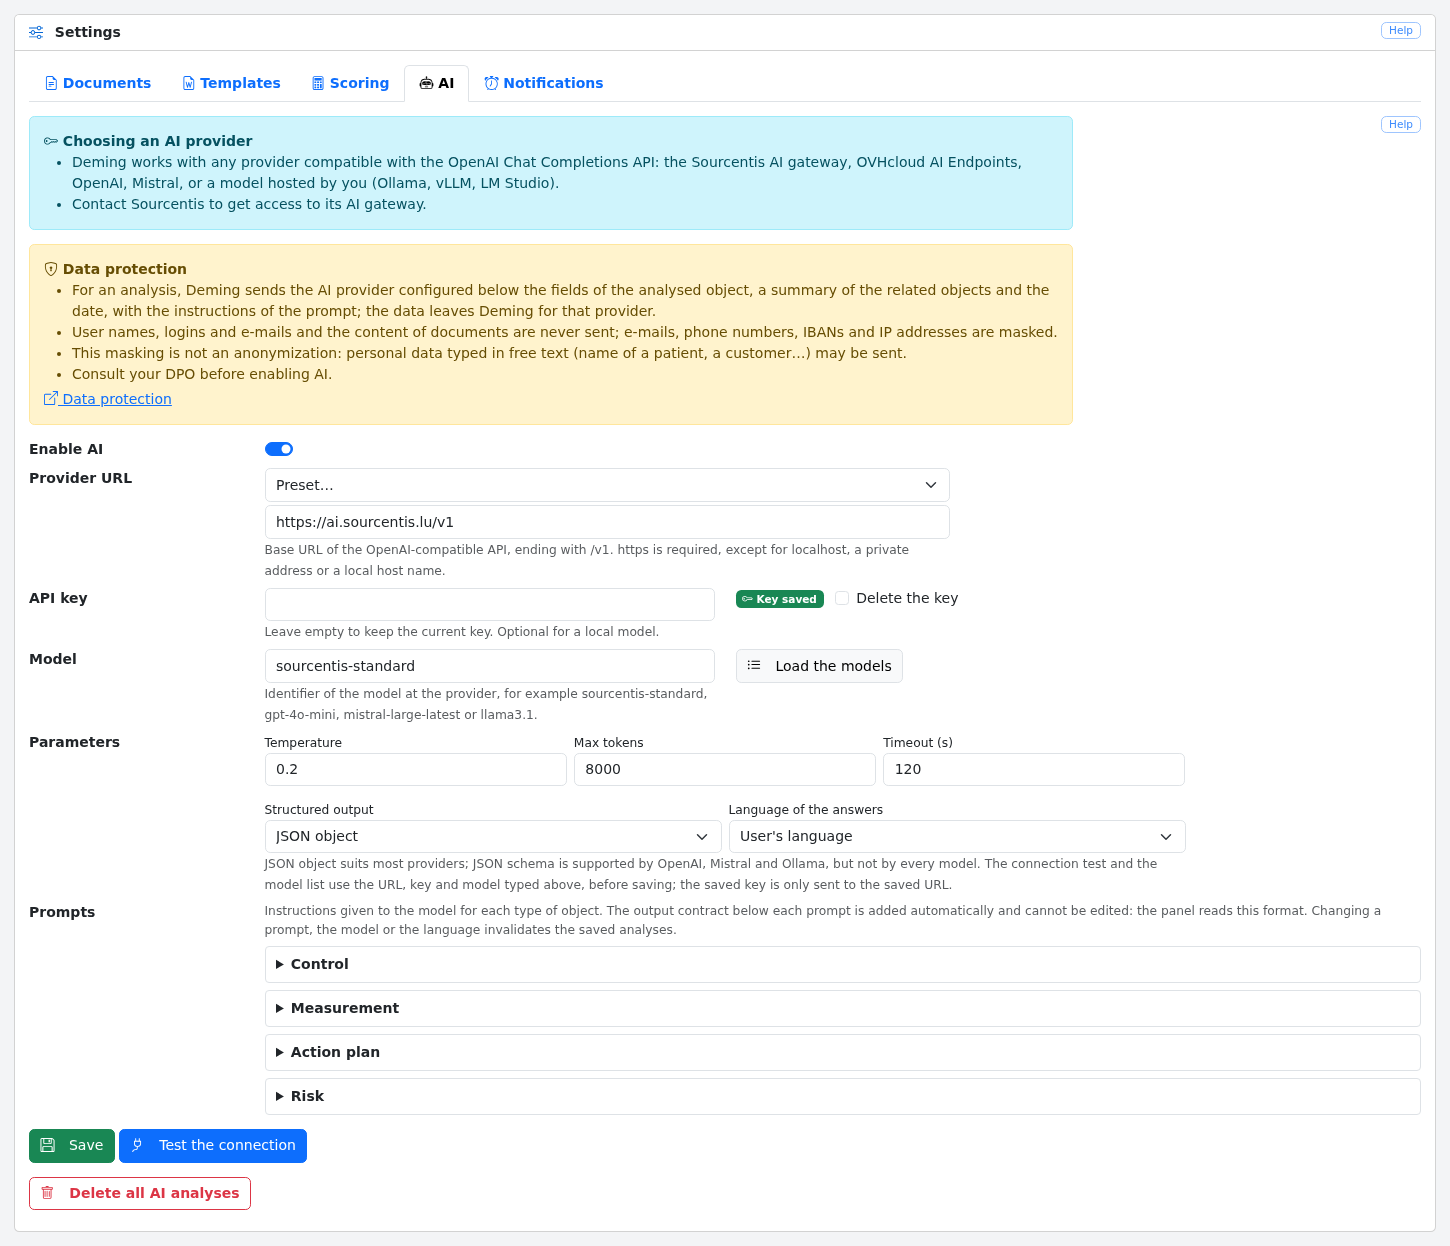 Settings
Help
Documents
Templates
Scoring
AI
Notifications
Choosing an AI provider
Help
Deming works with any provider compatible with the OpenAI Chat Completions API: the Sourcentis AI gateway, OVHcloud AI Endpoints,
OpenAI, Mistral, or a model hosted by you (Ollama, vLLM, LM Studio).
Contact Sourcentis to get access to its AI gateway.
Data protection
For an analysis, Deming sends the AI provider configured below the fields of the analysed object, a summary of the related objects and the
date, with the instructions of the prompt; the data leaves Deming for that provider.
User names, logins and e-mails and the content of documents are never sent; e-mails, phone numbers, IBANs and IP addresses are masked.
This masking is not an anonymization: personal data typed in free text (name of a patient, a customer…) may be sent.
Consult your DPO before enabling AI.
Data protection
Enable AI
Provider URL
Preset…
https://ai.sourcentis.lu/v1
Base URL of the OpenAI-compatible API, ending with /v1. https is required, except for localhost, a private
address or a local host name.
API key
Key saved
Delete the key
Leave empty to keep the current key. Optional for a local model.
Model
sourcentis-standard
Load the models
Identifier of the model at the provider, for example sourcentis-standard,
gpt-4o-mini, mistral-large-latest or llama3.1.
Parameters
Temperature
Max tokens
Timeout (s)
0.2
8000
120
Structured output
Language of the answers
JSON object
User's language
JSON object suits most providers; JSON schema is supported by OpenAI, Mistral and Ollama, but not by every model. The connection test and the
model list use the URL, key and model typed above, before saving; the saved key is only sent to the saved URL.
Prompts
Instructions given to the model for each type of object. The output contract below each prompt is added automatically and cannot be edited: the panel reads this format. Changing a
prompt, the model or the language invalidates the saved analyses.
Control
Measurement
Action plan
Risk
Save
Test the connection
Delete all AI analyses